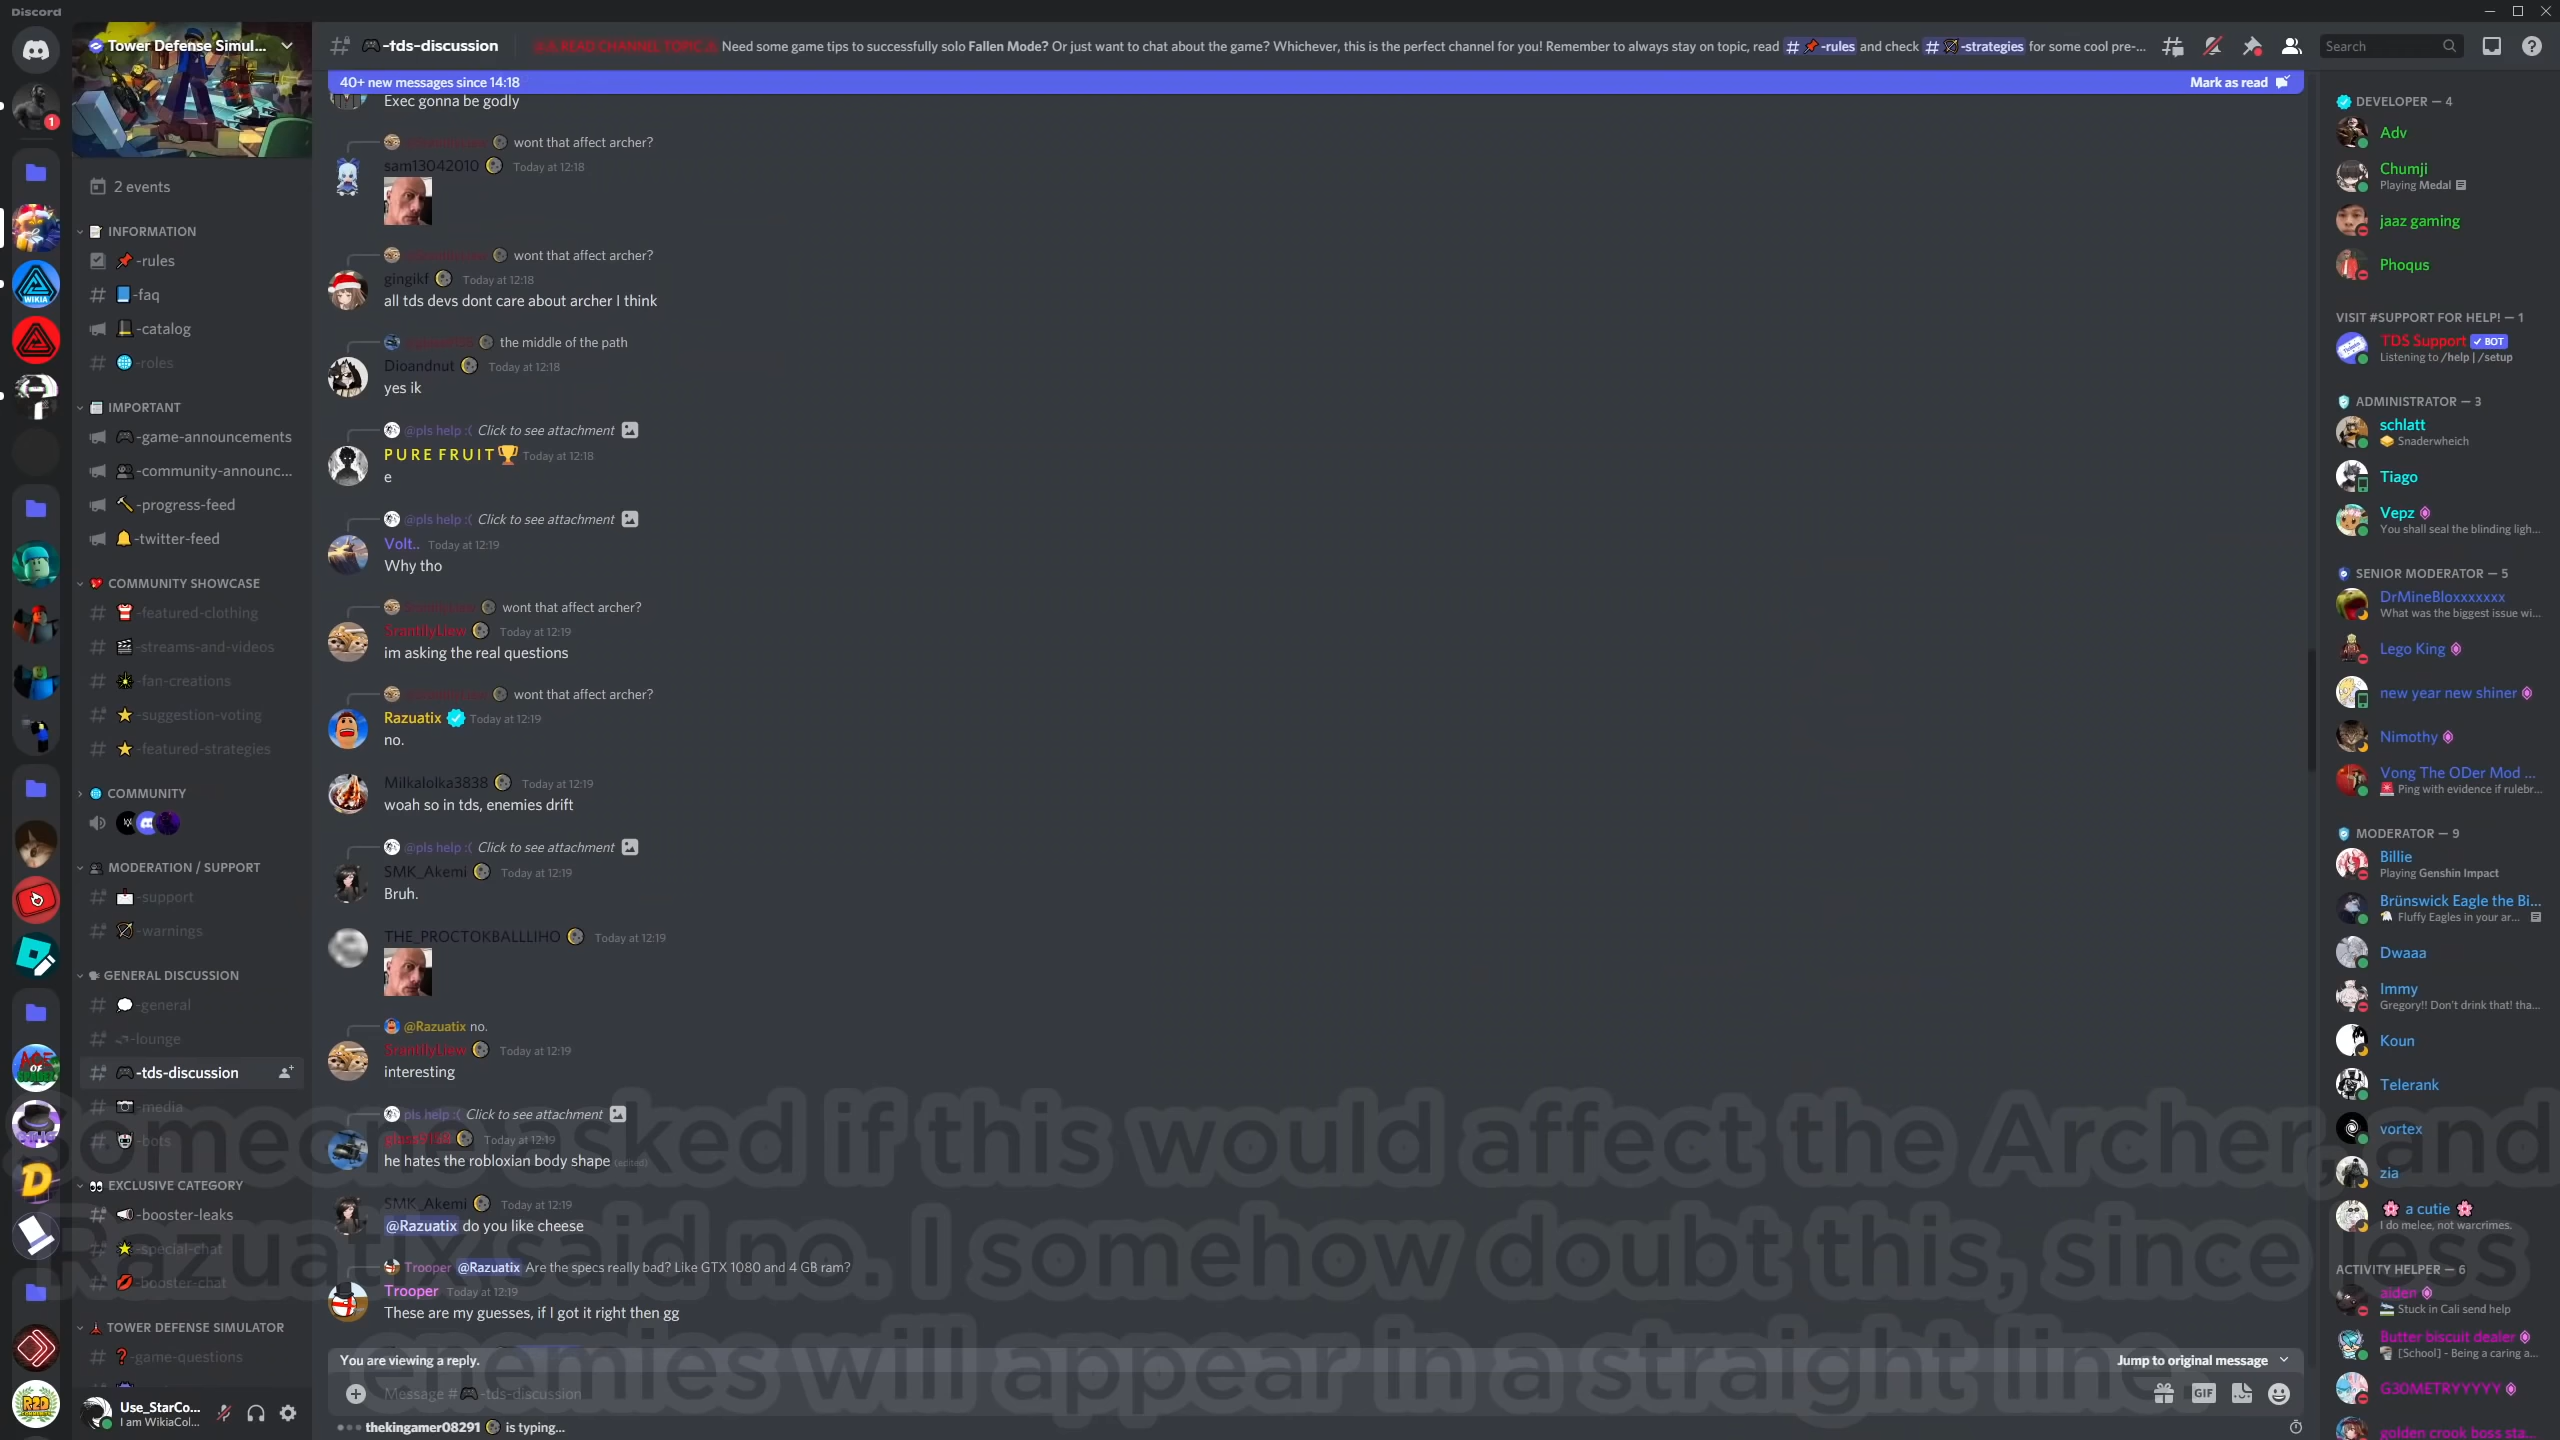 Discord
Tower Defense Simul...
2 events
INFORMATION
-rules
-faq
-catalog
-roles
IMPORTANT
-game-announcements
-community-announc...
-progress-feed
-twitter-feed
COMMUNITY SHOWCASE
-featured-clothing
-streams-and-videos
-fan-creations
-suggestion-voting
-featured-strategies
COMMUNITY
MODERATION / SUPPORT
-support
-warnings
GENERAL DISCUSSION
-general
-lounge
-tds-discussion
-media
-bots
EXCLUSIVE CATEGORY
-booster-leaks
-special-chat
-booster-chat
TOWER DEFENSE SIMULATOR
-game-questions
Use_StarCo...
I am WikiaCol...
1
WIKIA
-tds-discussion
READ CHANNEL TOPIC Need some game tips to successfully solo Fallen Mode? Or just want to chat about the game? Whichever, this is the perfect channel for you! Remember to always stay on topic, read # -rules and check # -strategies for some cool pre-...
Search
40+ new messages since 14:18
Mark as read
Exec gonna be godly
wont that affect archer?
sam13042010 Today at 12:18
wont that affect archer?
gingikf Today at 12:18
all tds devs dont care about archer I think
the middle of the path
Dioandnut Today at 12:18
yes ik
@pls help :( Click to see attachment
PURE FRUIT🏆 Today at 12:18
e
@pls help :( Click to see attachment
Volt.. Today at 12:19
Why tho
wont that affect archer?
SrantilyLiew Today at 12:19
im asking the real questions
wont that affect archer?
Razuatix Today at 12:19
no.
Milkalolka3838 Today at 12:19
woah so in tds, enemies drift
@pls help :( Click to see attachment
SMK_Akemi Today at 12:19
Bruh.
THE_PROCTOKBALLLIHO Today at 12:19
@Razuatix no.
SrantilyLiew Today at 12:19
interesting
pls help :( Click to see attachment
Today at 12:19
he hates the robloxian body shape (edited)
SMK_Akemi Today at 12:19
@Razuatix do you like cheese
Trooper @Razuatix Are the specs really bad? Like GTX 1080 and 4 GB ram?
Trooper Today at 12:19
These are my guesses, if I got it right then gg
You are viewing a reply.
Jump to original message
Message # -tds-discussion
GIF
thekingamer08291 is typing...
Someone asked if this would affect the Archer, and
Razuatix said no. I somehow doubt this, since less
enemies will appear in a straight line.
DEVELOPER — 4
Adv
Chumji
Playing Medal
jaaz gaming
Phoqus
VISIT #SUPPORT FOR HELP! — 1
TDS Support ✓ BOT
Listening to /help | /setup
ADMINISTRATOR — 3
schlatt
Snaderwheich
Tiago
Vepz
You shall seal the blinding ligh...
SENIOR MODERATOR — 5
DrMineBloxxxxxxx
What was the biggest issue wi...
Lego King
new year new shiner
Nimothy
Vong The ODer Mod ...
Ping with evidence if rulebr...
MODERATOR — 9
Billie
Playing Genshin Impact
Brünswick Eagle the Bi...
Fluffy Eagles in your ar...
Dwaaa
Immy
Gregory!! Don't drink that! tha...
Koun
Telerank
vortex
zia
🌸 a cutie 🌸
I do melee, not warcrimes.
ACTIVITY HELPER — 6
aiden
Stuck in Cali send help
Butter biscuit dealer
[School] - Being a caring a...
G30METRYYYYY
golden crook boss sta...